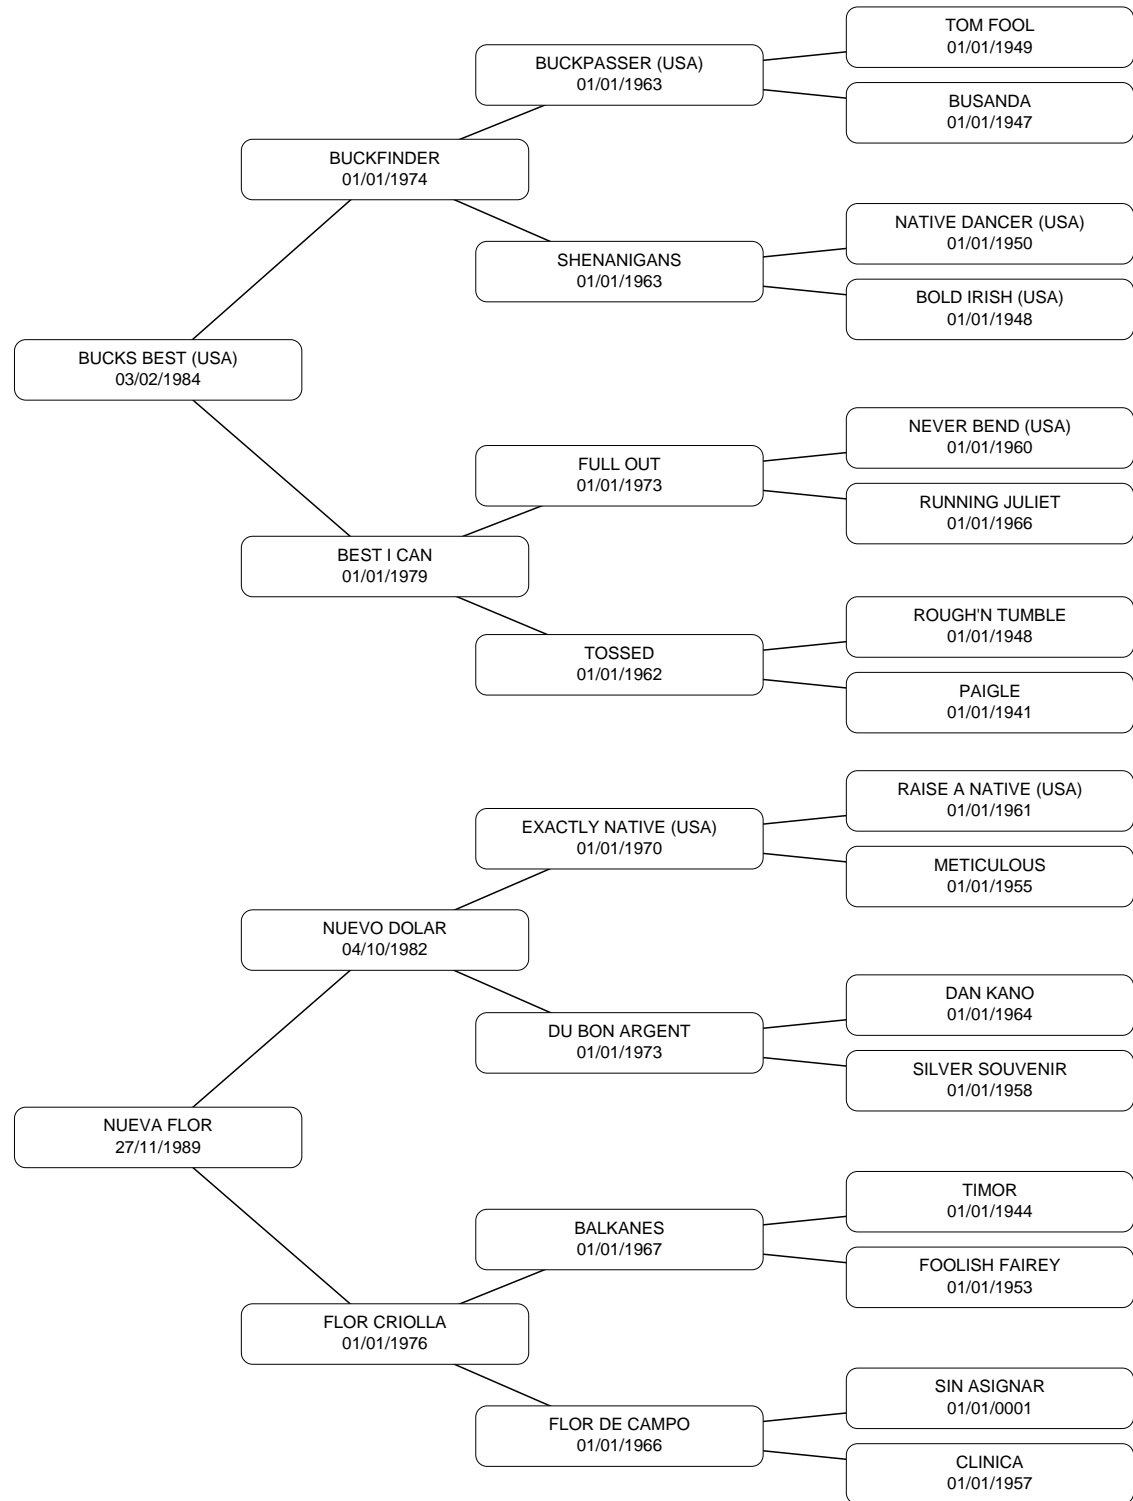 TOM FOOL
01/01/1949
BUCKPASSER (USA)
01/01/1963
BUSANDA
01/01/1947
BUCKFINDER
01/01/1974
NATIVE DANCER (USA)
01/01/1950
SHENANIGANS
01/01/1963
BOLD IRISH (USA)
01/01/1948
BUCKS BEST (USA)
03/02/1984
NEVER BEND (USA)
01/01/1960
FULL OUT
01/01/1973
RUNNING JULIET
01/01/1966
BEST I CAN
01/01/1979
ROUGH'N TUMBLE
01/01/1948
TOSSED
01/01/1962
PAIGLE
01/01/1941
RAISE A NATIVE (USA)
01/01/1961
EXACTLY NATIVE (USA)
01/01/1970
METICULOUS
01/01/1955
NUEVO DOLAR
04/10/1982
DAN KANO
01/01/1964
DU BON ARGENT
01/01/1973
SILVER SOUVENIR
01/01/1958
NUEVA FLOR
27/11/1989
TIMOR
01/01/1944
BALKANES
01/01/1967
FOOLISH FAIREY
01/01/1953
FLOR CRIOLLA
01/01/1976
SIN ASIGNAR
01/01/0001
FLOR DE CAMPO
01/01/1966
CLINICA
01/01/1957